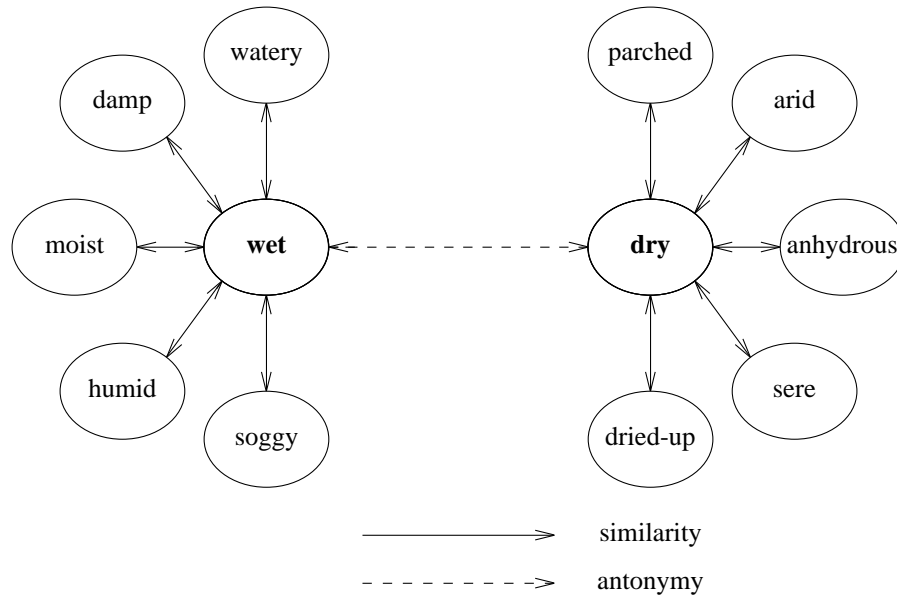 watery
parched
damp
arid
moist
wet
dry
anhydrous
humid
sere
soggy
dried-up
similarity
antonymy